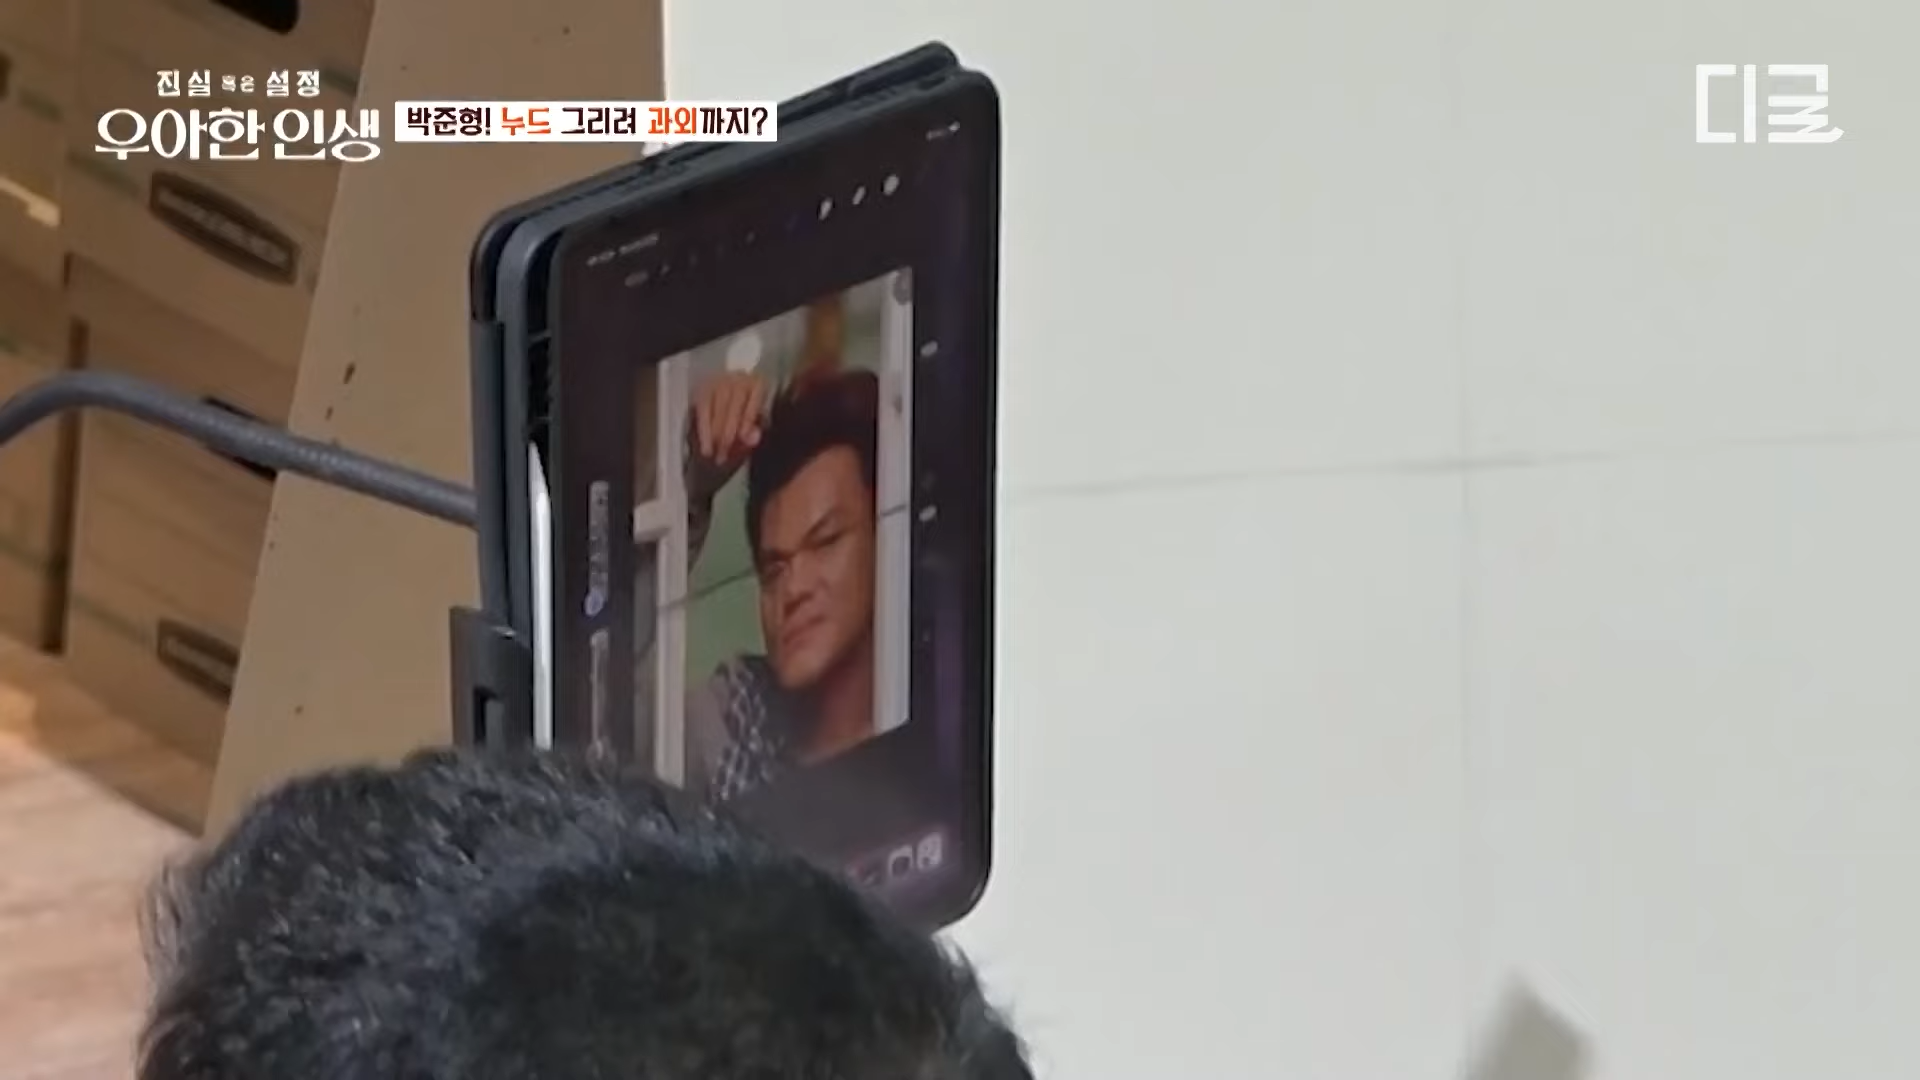 진실 혹은 설정
우아한 인생
박준형! 누드 그리려 과외까지?
디글